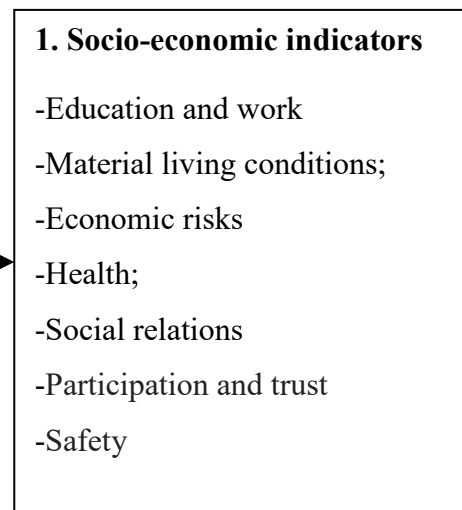 1. Socio-economic indicators
-Education and work
-Material living conditions;
-Economic risks
-Health;
-Social relations
-Participation and trust
-Safety